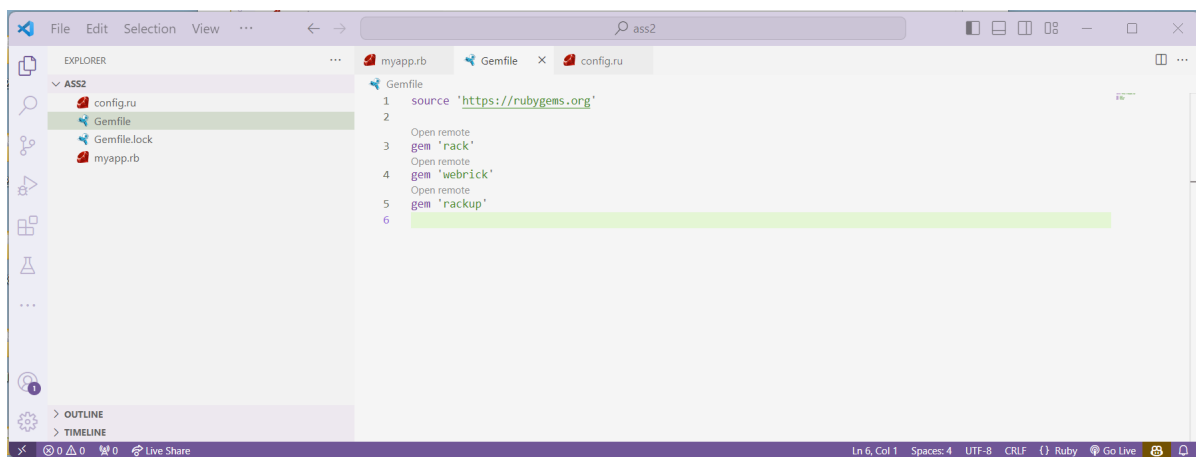 File Edit Selection View ... ass2
EXPLORER ...
myapp.rb Gemfile config.ru ...
ASS2
config.ru
Gemfile
Gemfile.lock
myapp.rb
Gemfile
1 source 'https://rubygems.org'
2
Open remote
3 gem 'rack'
Open remote
4 gem 'webrick'
Open remote
5 gem 'rackup'
6
1
OUTLINE
TIMELINE
0 0 0 Live Share Ln 6, Col 1 Spaces: 4 UTF-8 CRLF {} Ruby Go Live